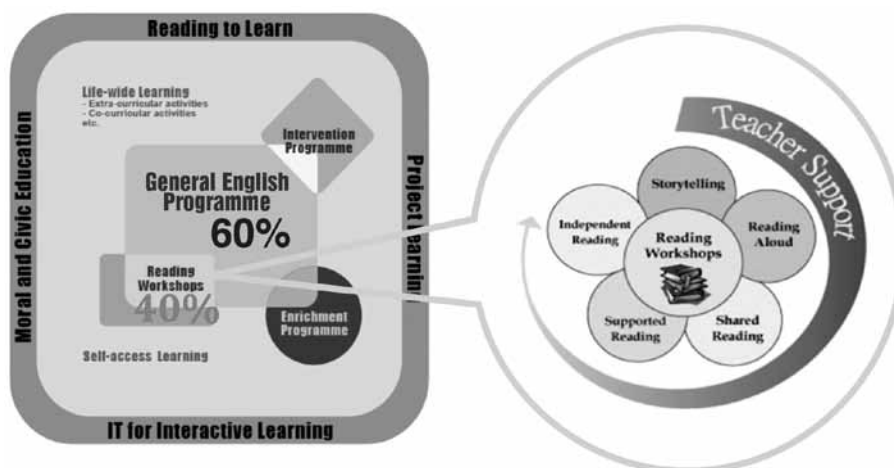 Reading to Learn
Moral and Civic Education
Project Learning
IT for Interactive Learning
Life-wide Learning
- Extra-curricular activities
- Co-curricular activities
etc.
Intervention
Programme
General English
Programme
60%
Reading
Workshops
40%
Enrichment
Programme
Self-access Learning
Teacher Support
Storytelling
Independent
Reading
Reading
Workshops
Reading
Aloud
Supported
Reading
Shared
Reading